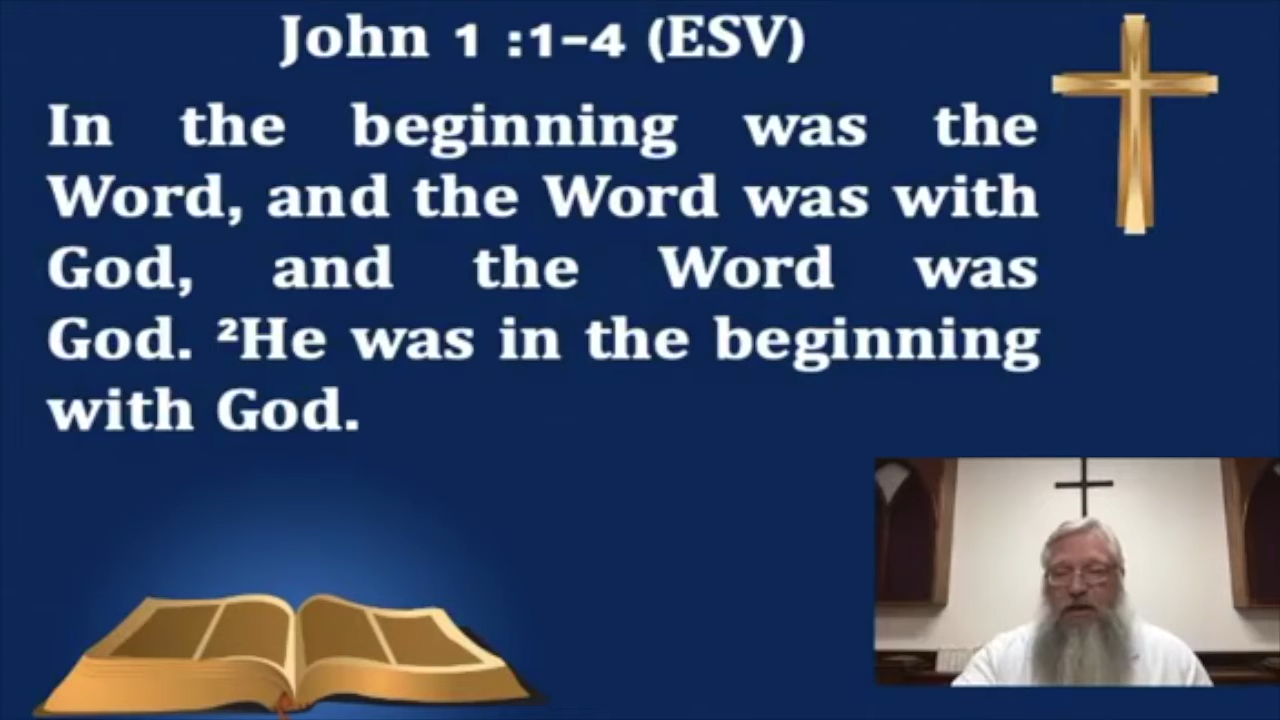 John 1 :1-4 (ESV)
In the beginning was the
Word, and the Word was with
God, and the Word was
God. ²He was in the beginning
with God.